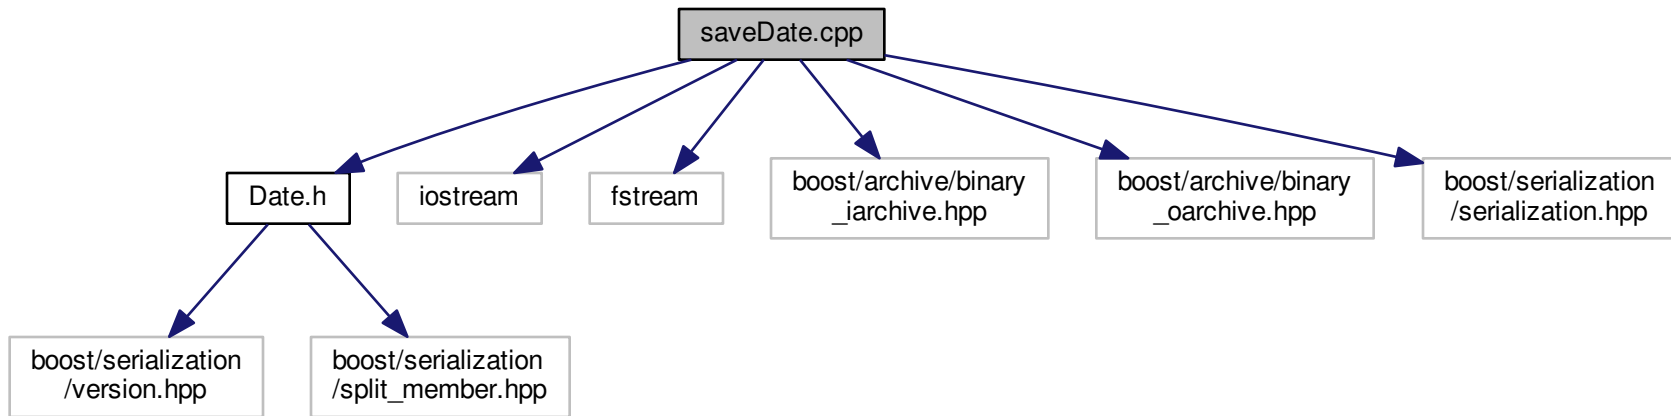 saveDate.cpp
Date.h
iostream
fstream
boost/archive/binary
_iarchive.hpp
boost/archive/binary
_oarchive.hpp
boost/serialization
/serialization.hpp
boost/serialization
/version.hpp
boost/serialization
/split_member.hpp